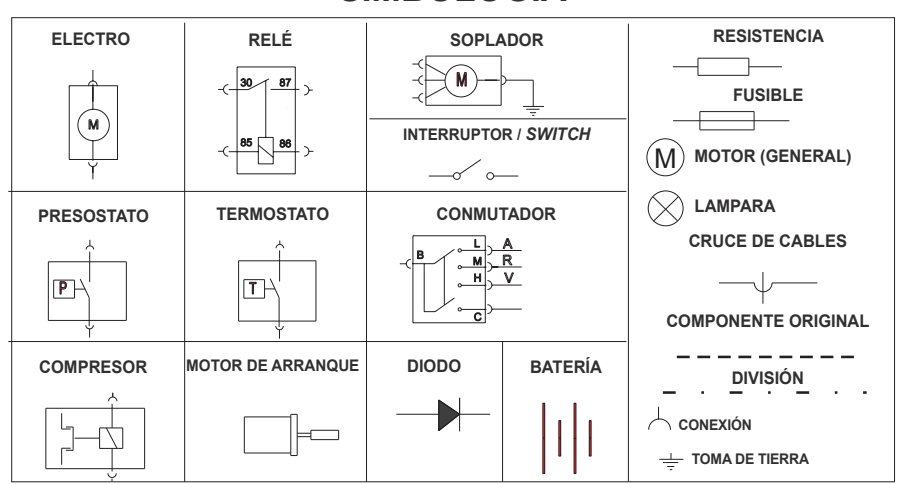 SIMBOLOGÍA
ELECTRO
M
RELÉ
30 87
85 86
SOPLADOR
M
INTERRUPTOR / SWITCH
PRESOSTATO
P
TERMOSTATO
T
CONMUTADOR
B
L A
M R
H V
C
COMPRESOR
MOTOR DE ARRANQUE
DIODO
BATERÍA
RESISTENCIA
FUSIBLE
M MOTOR (GENERAL)
LAMPARA
CRUCE DE CABLES
COMPONENTE ORIGINAL
DIVISIÓN
CONEXIÓN
TOMA DE TIERRA